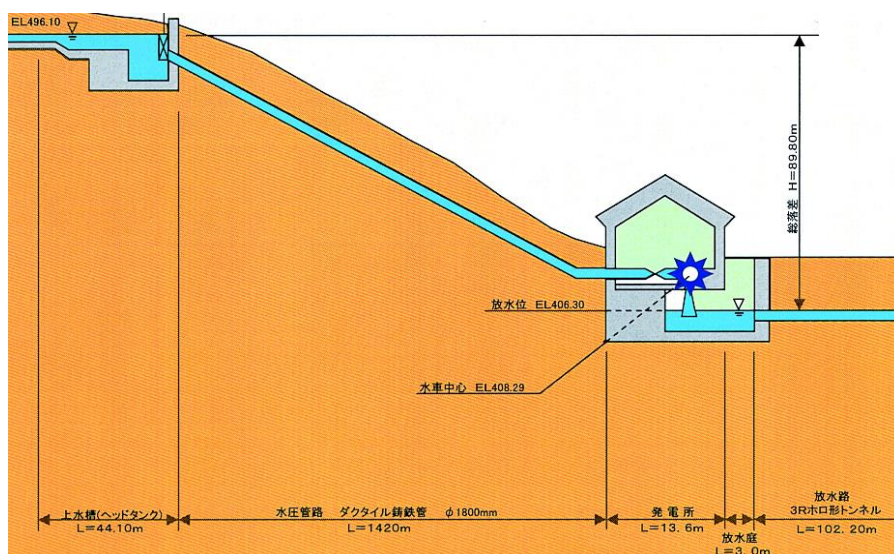 EL496.10
総落差 H=89.80m
放水位 EL406.30
水車中心 EL408.29
上水槽(ヘッドタンク)
L=44.10m
水圧管路 ダクタイル鋳鉄管 φ1800mm
L=1420m
発電所
L=13.6m
放水庭
L=3.0m
放水路
3Rホロ形トンネル
L=102.20m